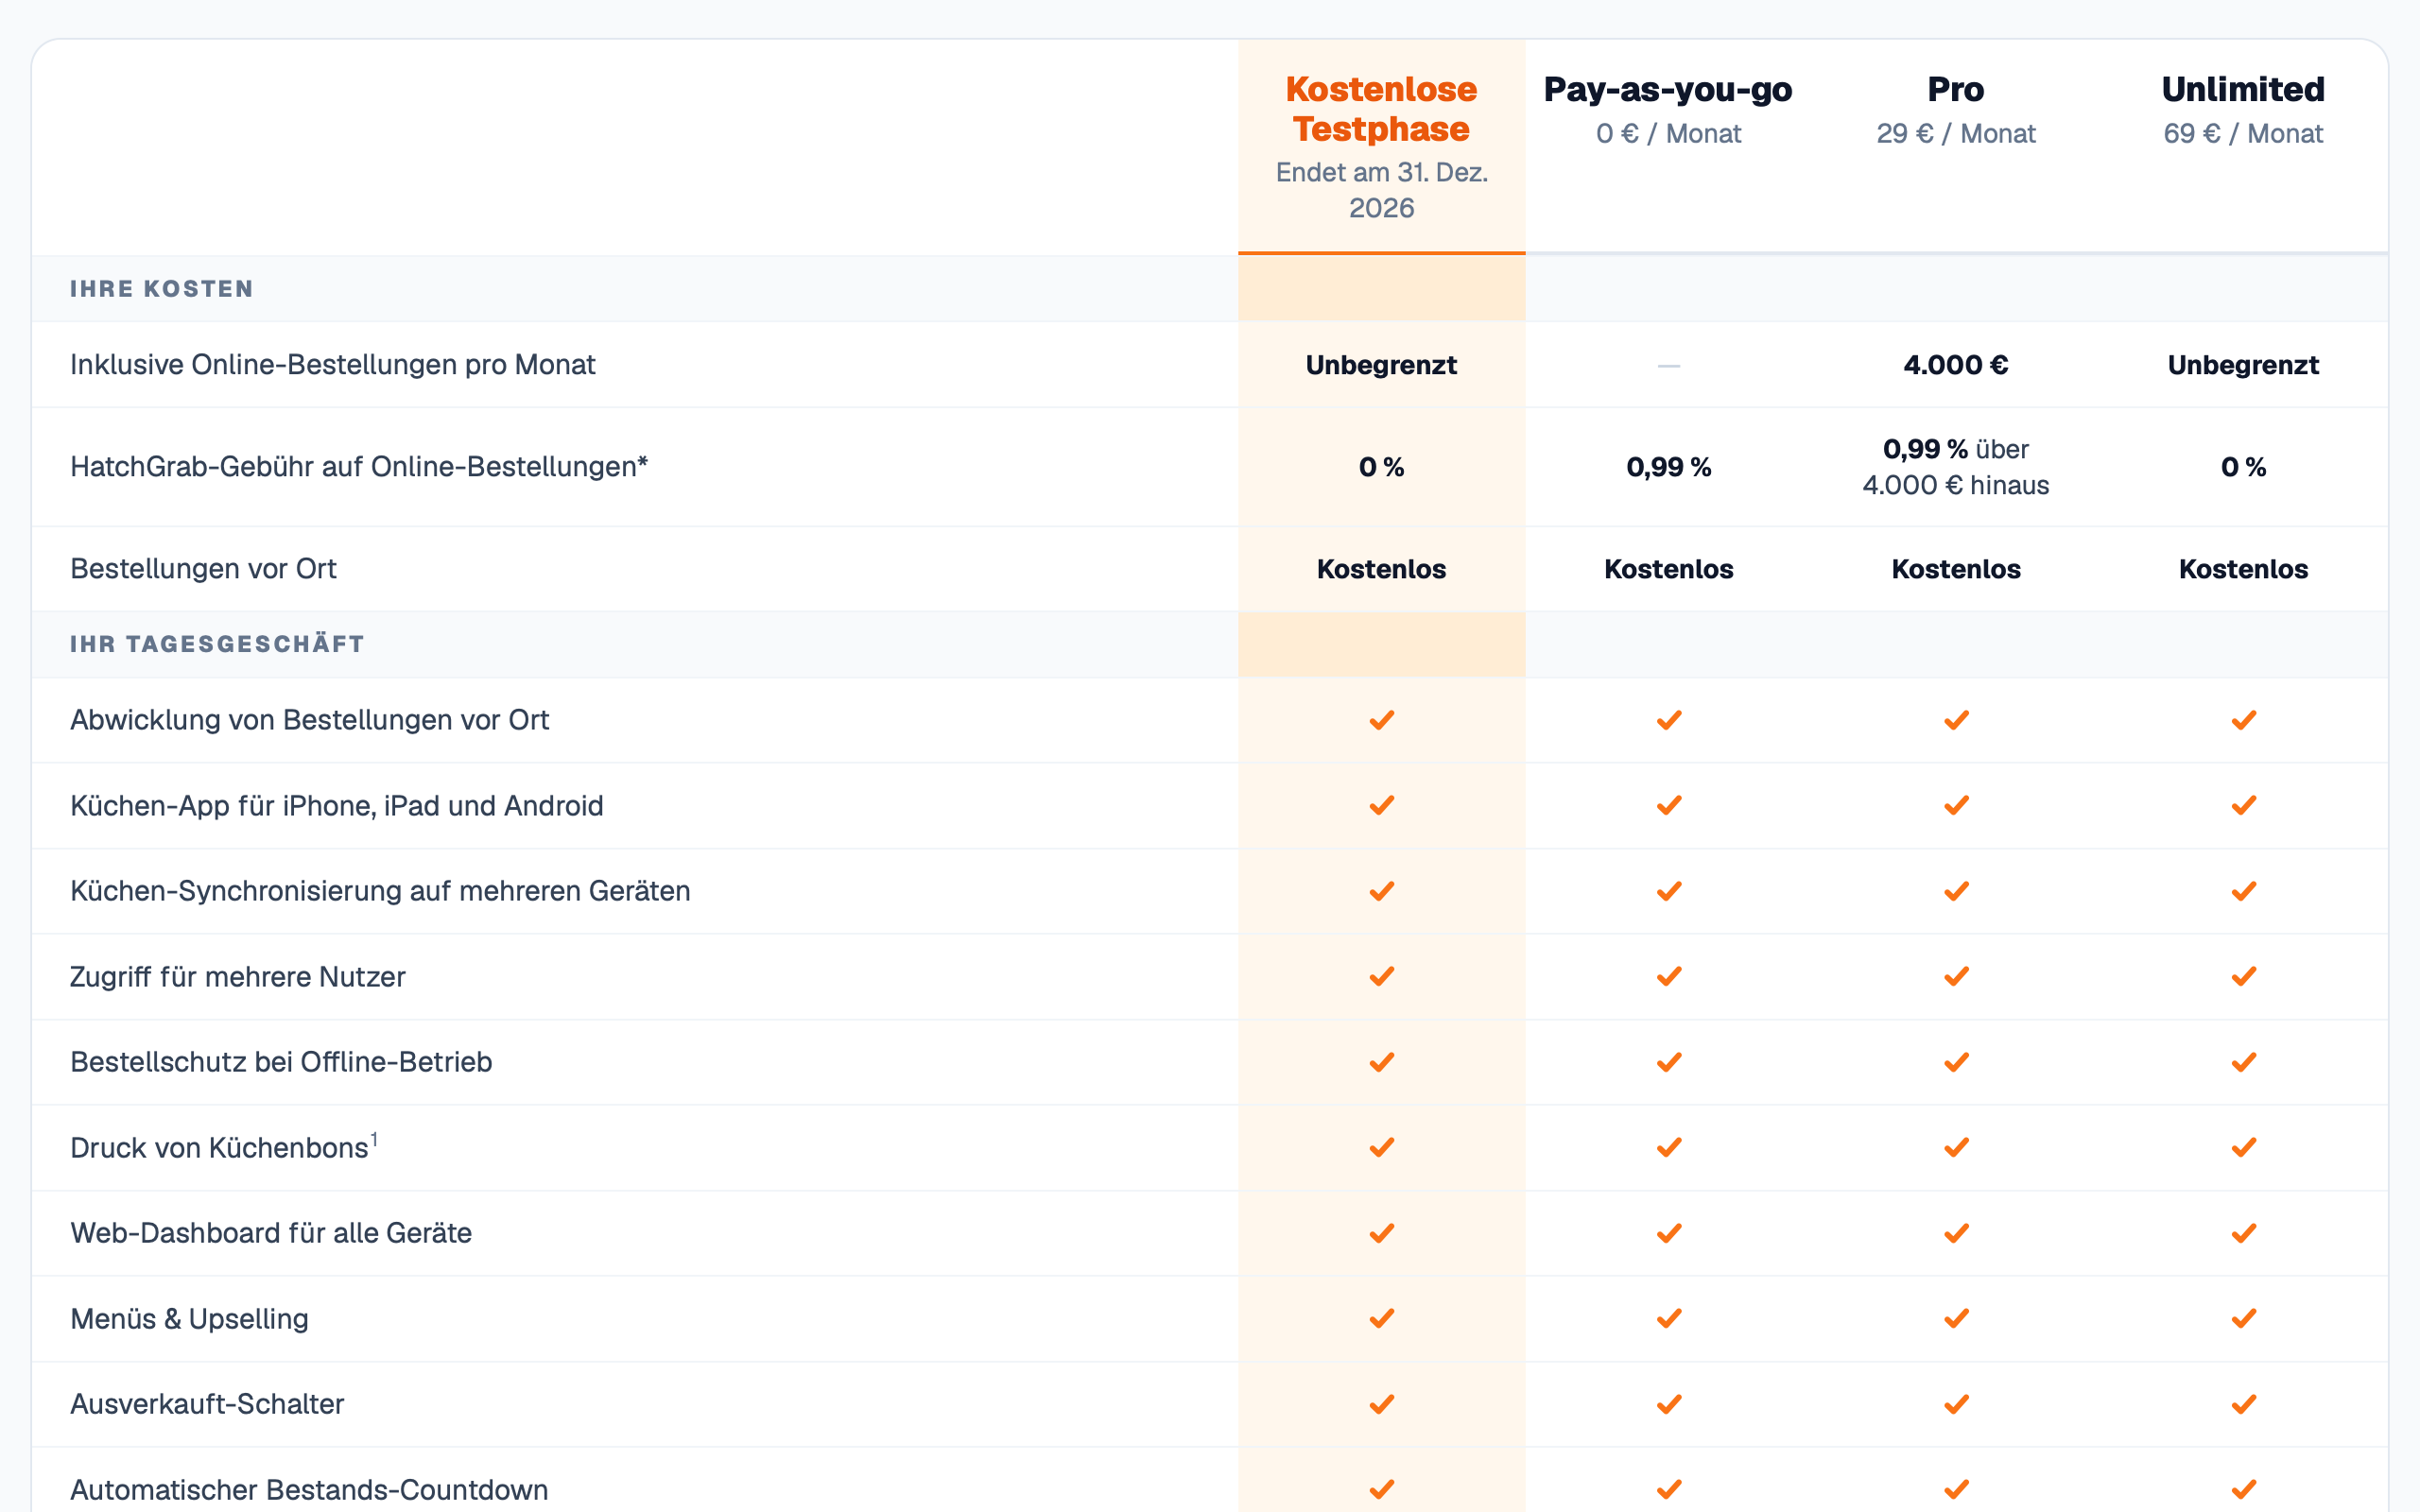 Kostenlose
Testphase
Endet am 31. Dez.
2026
Pay-as-you-go
0 € / Monat
Pro
29 € / Monat
Unlimited
69 € / Monat
IHRE KOSTEN
Inklusive Online-Bestellungen pro Monat Unbegrenzt — 4.000 € Unbegrenzt
HatchGrab-Gebühr auf Online-Bestellungen* 0 % 0,99 % 0,99 % über
4.000 € hinaus 0 %
Bestellungen vor Ort Kostenlos Kostenlos Kostenlos Kostenlos
IHR TAGESGESCHÄFT
Abwicklung von Bestellungen vor Ort
Küchen-App für iPhone, iPad und Android
Küchen-Synchronisierung auf mehreren Geräten
Zugriff für mehrere Nutzer
Bestellschutz bei Offline-Betrieb
Druck von Küchenbons¹
Web-Dashboard für alle Geräte
Menüs & Upselling
Ausverkauft-Schalter
Automatischer Bestands-Countdown